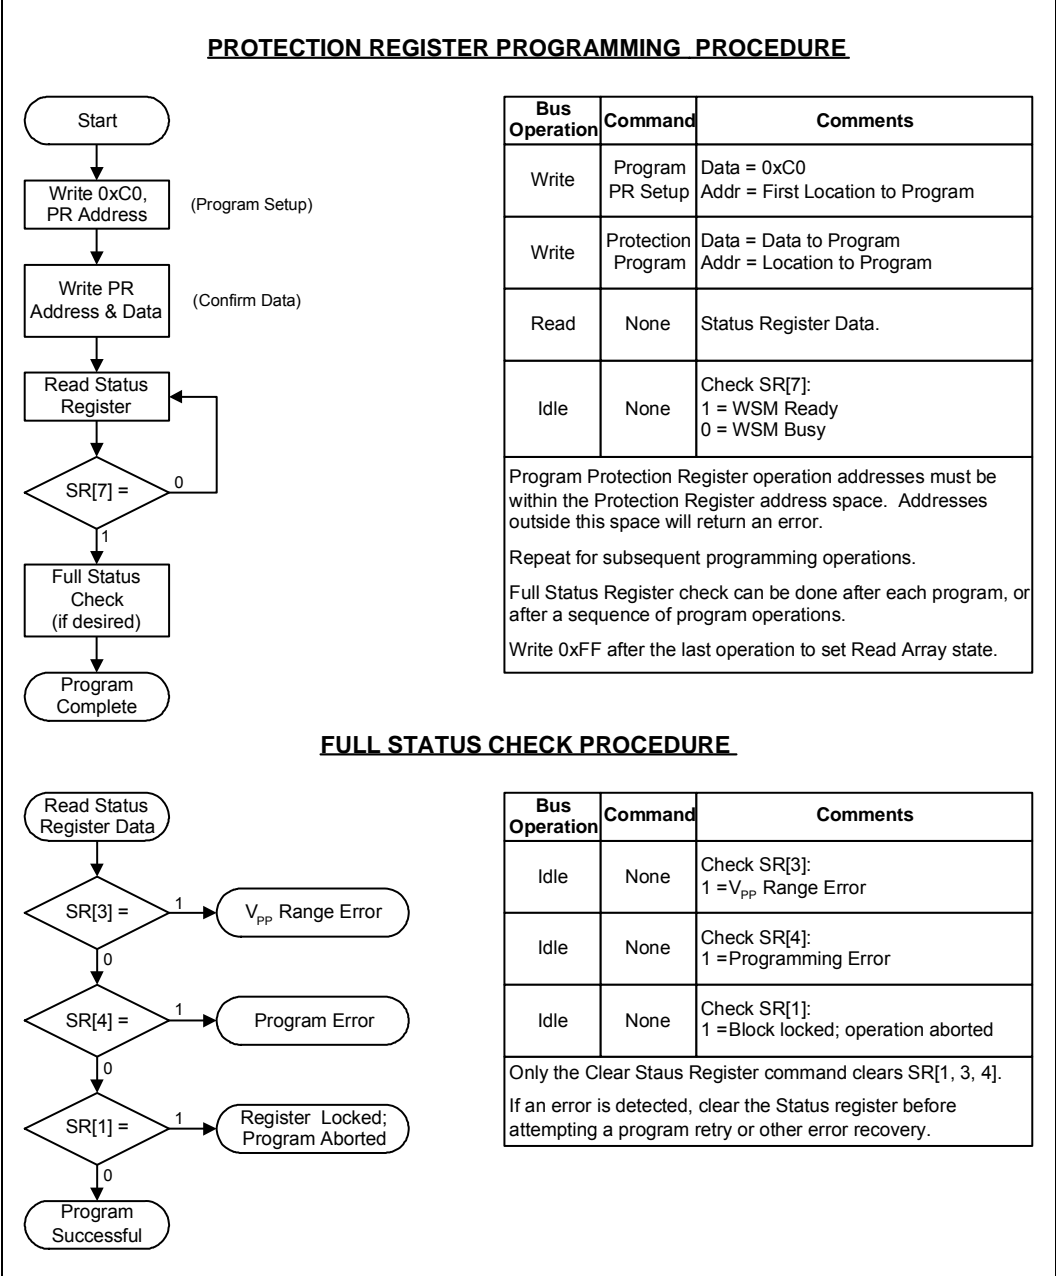 PROTECTION REGISTER PROGRAMMING PROCEDURE
Start
Write 0xC0,
PR Address
(Program Setup)
Write PR
Address & Data
(Confirm Data)
Read Status
Register
SR[7] =
0
1
Full Status
Check
(if desired)
Program
Complete
Bus
Operation
Command
Comments
Write
Program
PR Setup
Data = 0xC0
Addr = First Location to Program
Write
Protection
Program
Data = Data to Program
Addr = Location to Program
Read
None
Status Register Data.
Idle
None
Check SR[7]:
1 = WSM Ready
0 = WSM Busy
Program Protection Register operation addresses must be
within the Protection Register address space. Addresses
outside this space will return an error.
Repeat for subsequent programming operations.
Full Status Register check can be done after each program, or
after a sequence of program operations.
Write 0xFF after the last operation to set Read Array state.
FULL STATUS CHECK PROCEDURE
Read Status
Register Data
SR[3] =
1
VPP Range Error
0
SR[4] =
1
Program Error
0
SR[1] =
1
Register Locked;
Program Aborted
0
Program
Successful
Bus
Operation
Command
Comments
Idle
None
Check SR[3]:
1 =VPP Range Error
Idle
None
Check SR[4]:
1 =Programming Error
Idle
None
Check SR[1]:
1 =Block locked; operation aborted
Only the Clear Staus Register command clears SR[1, 3, 4].
If an error is detected, clear the Status register before
attempting a program retry or other error recovery.